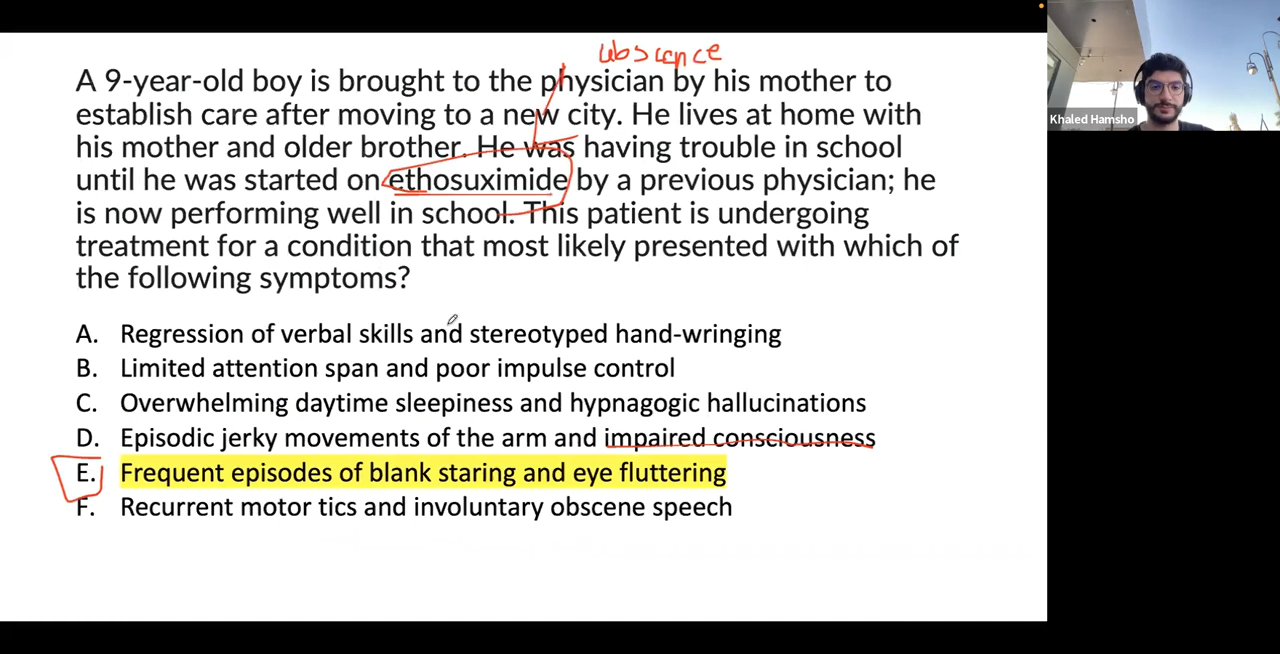 absance
A 9-year-old boy is brought to the physician by his mother to
establish care after moving to a new city. He lives at home with
his mother and older brother. He was having trouble in school
until he was started on ethosuximide by a previous physician; he
is now performing well in school. This patient is undergoing
treatment for a condition that most likely presented with which of
the following symptoms?
A. Regression of verbal skills and stereotyped hand-wringing
B. Limited attention span and poor impulse control
C. Overwhelming daytime sleepiness and hypnagogic hallucinations
D. Episodic jerky movements of the arm and impaired consciousness
E. Frequent episodes of blank staring and eye fluttering
F. Recurrent motor tics and involuntary obscene speech
Khaled Hamsho